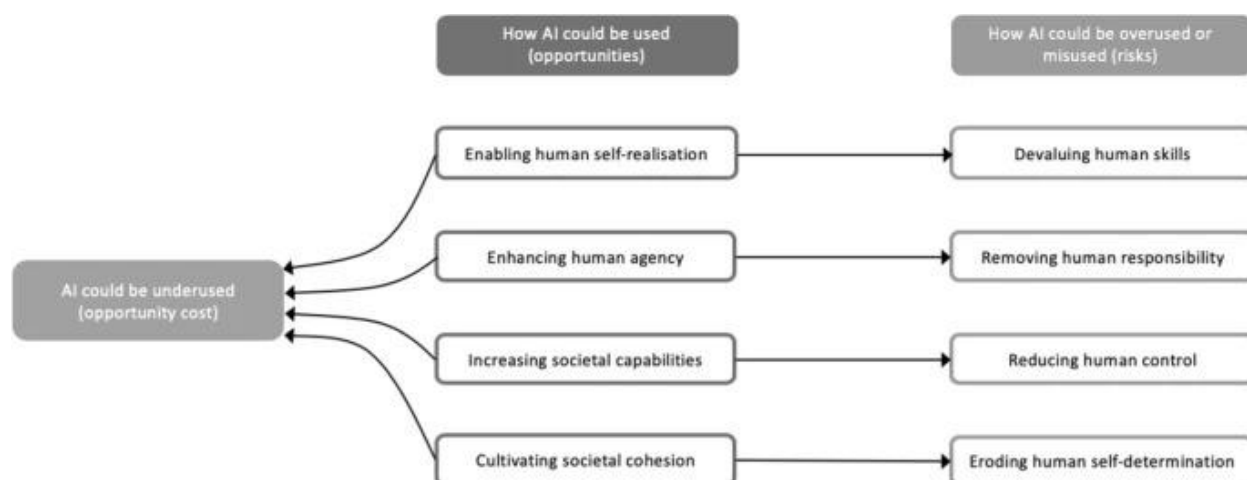 How AI could be used
(opportunities)
How AI could be overused or
misused (risks)
Enabling human self-realisation
Devaluing human skills
Enhancing human agency
Removing human responsibility
AI could be underused
(opportunity cost)
Increasing societal capabilities
Reducing human control
Cultivating societal cohesion
Eroding human self-determination